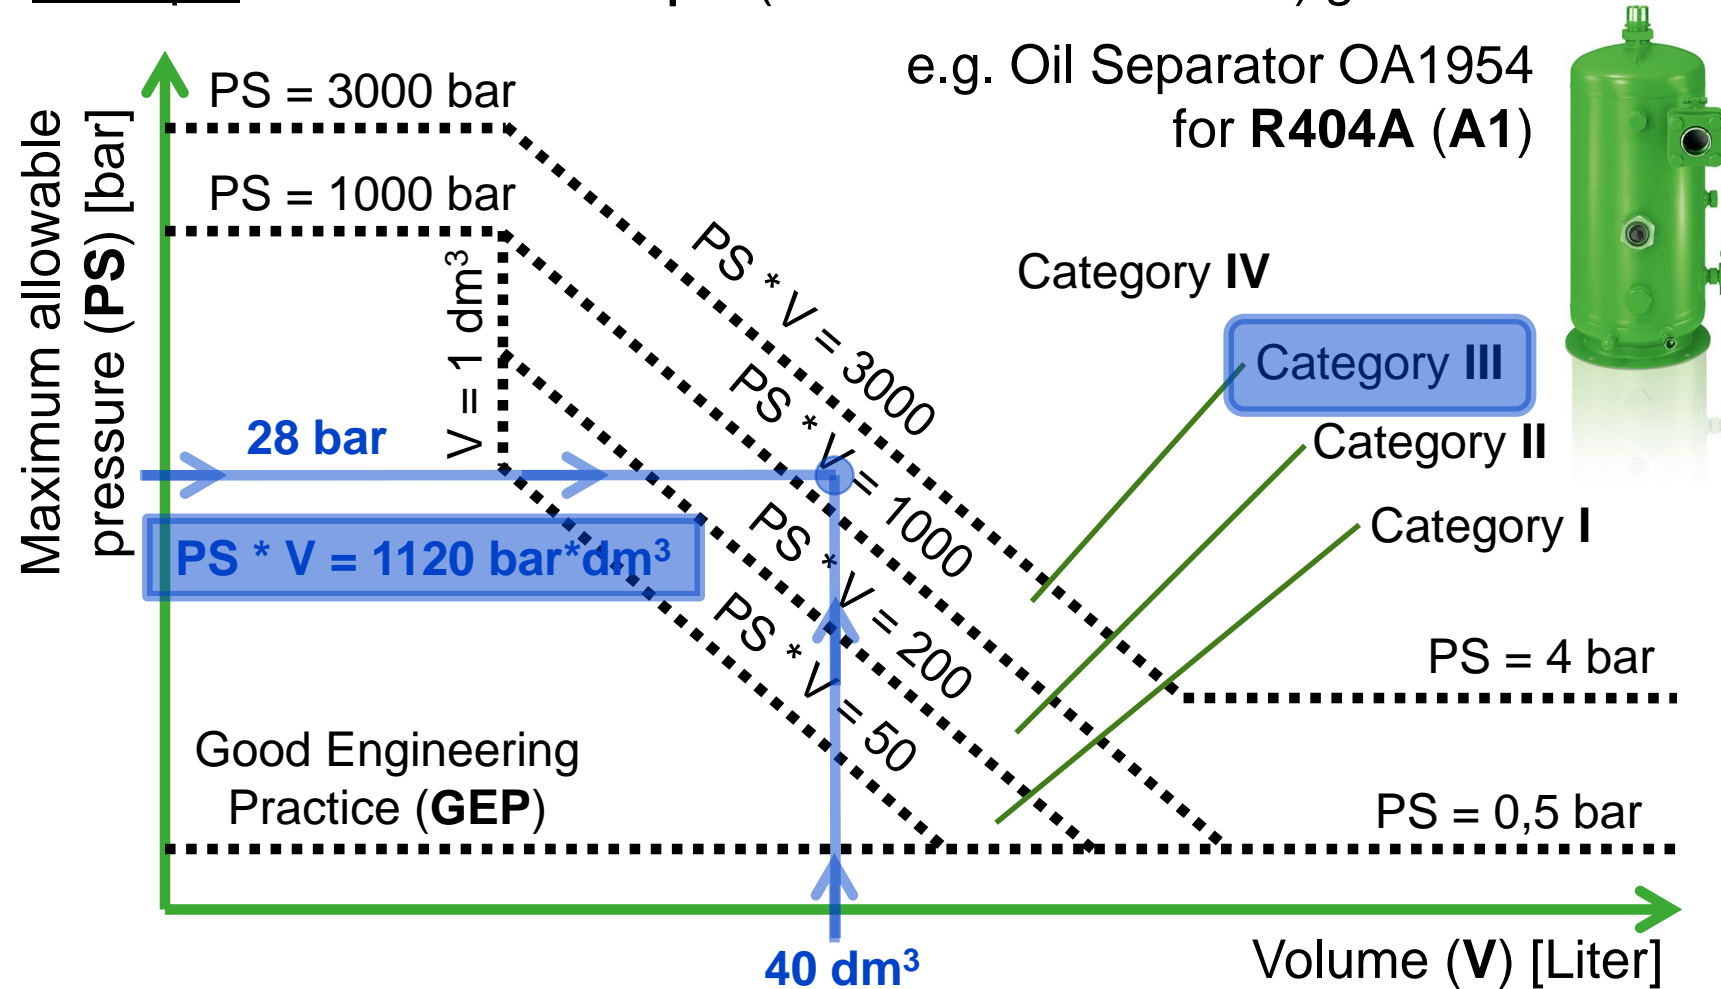 e.g. Oil Separator OA1954
for R404A (A1)
Maximum allowable
pressure (PS) [bar]
PS = 3000 bar
PS = 1000 bar
V = 1 dm³
PS * V = 3000
PS * V = 1000
PS * V = 200
PS * V = 50
Category IV
Category III
Category II
Category I
28 bar
PS * V = 1120 bar*dm³
PS = 4 bar
Good Engineering
Practice (GEP)
PS = 0,5 bar
40 dm³
Volume (V) [Liter]